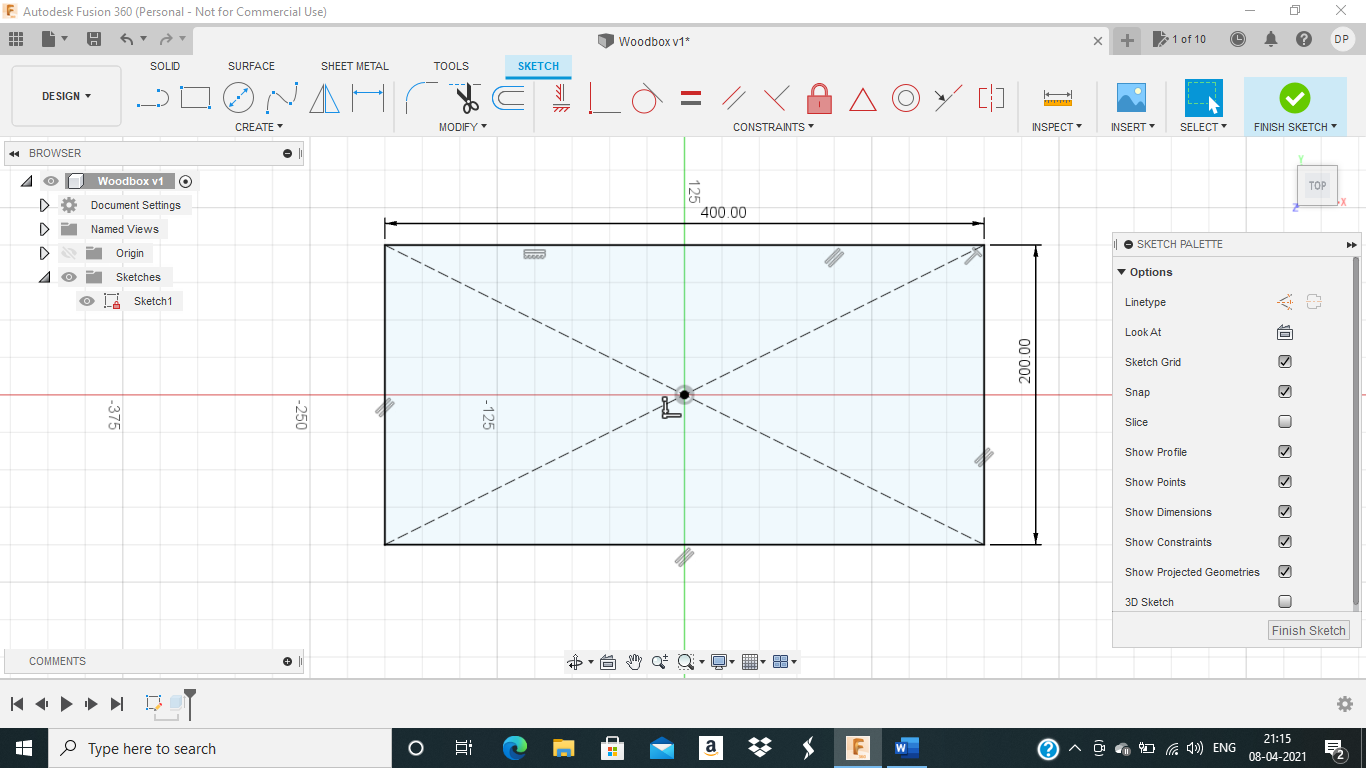 Autodesk Fusion 360 (Personal - Not for Commercial Use)
Woodbox v1*
1 of 10
DP
SOLID
SURFACE
SHEET METAL
TOOLS
SKETCH
DESIGN
CREATE
MODIFY
CONSTRAINTS
INSPECT
INSERT
SELECT
FINISH SKETCH
BROWSER
Woodbox v1
Document Settings
Named Views
Origin
Sketches
Sketch1
125
400.00
200.00
-375
-250
-125
Y
TOP
X
Z
SKETCH PALETTE
Options
Linetype
Look At
Sketch Grid
Snap
Slice
Show Profile
Show Points
Show Dimensions
Show Constraints
Show Projected Geometries
3D Sketch
Finish Sketch
COMMENTS
Type here to search
ENG
21:15
08-04-2021
2